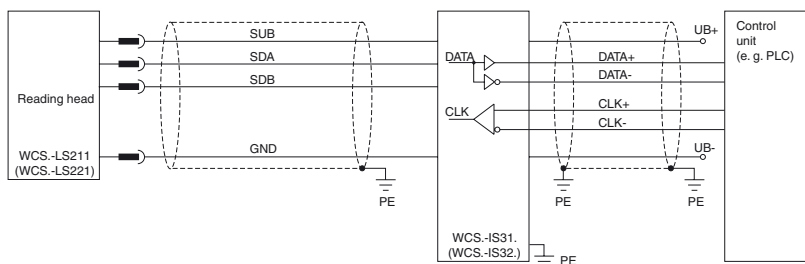 Reading head
WCS.-LS211
(WCS.-LS221)
SUB
SDA
SDB
GND
PE
DATA
CLK
WCS.-IS31.
(WCS.-IS32.)
PE
UB+
DATA+
DATA-
CLK+
CLK-
UB-
PE
PE
Control
unit
(e. g. PLC)